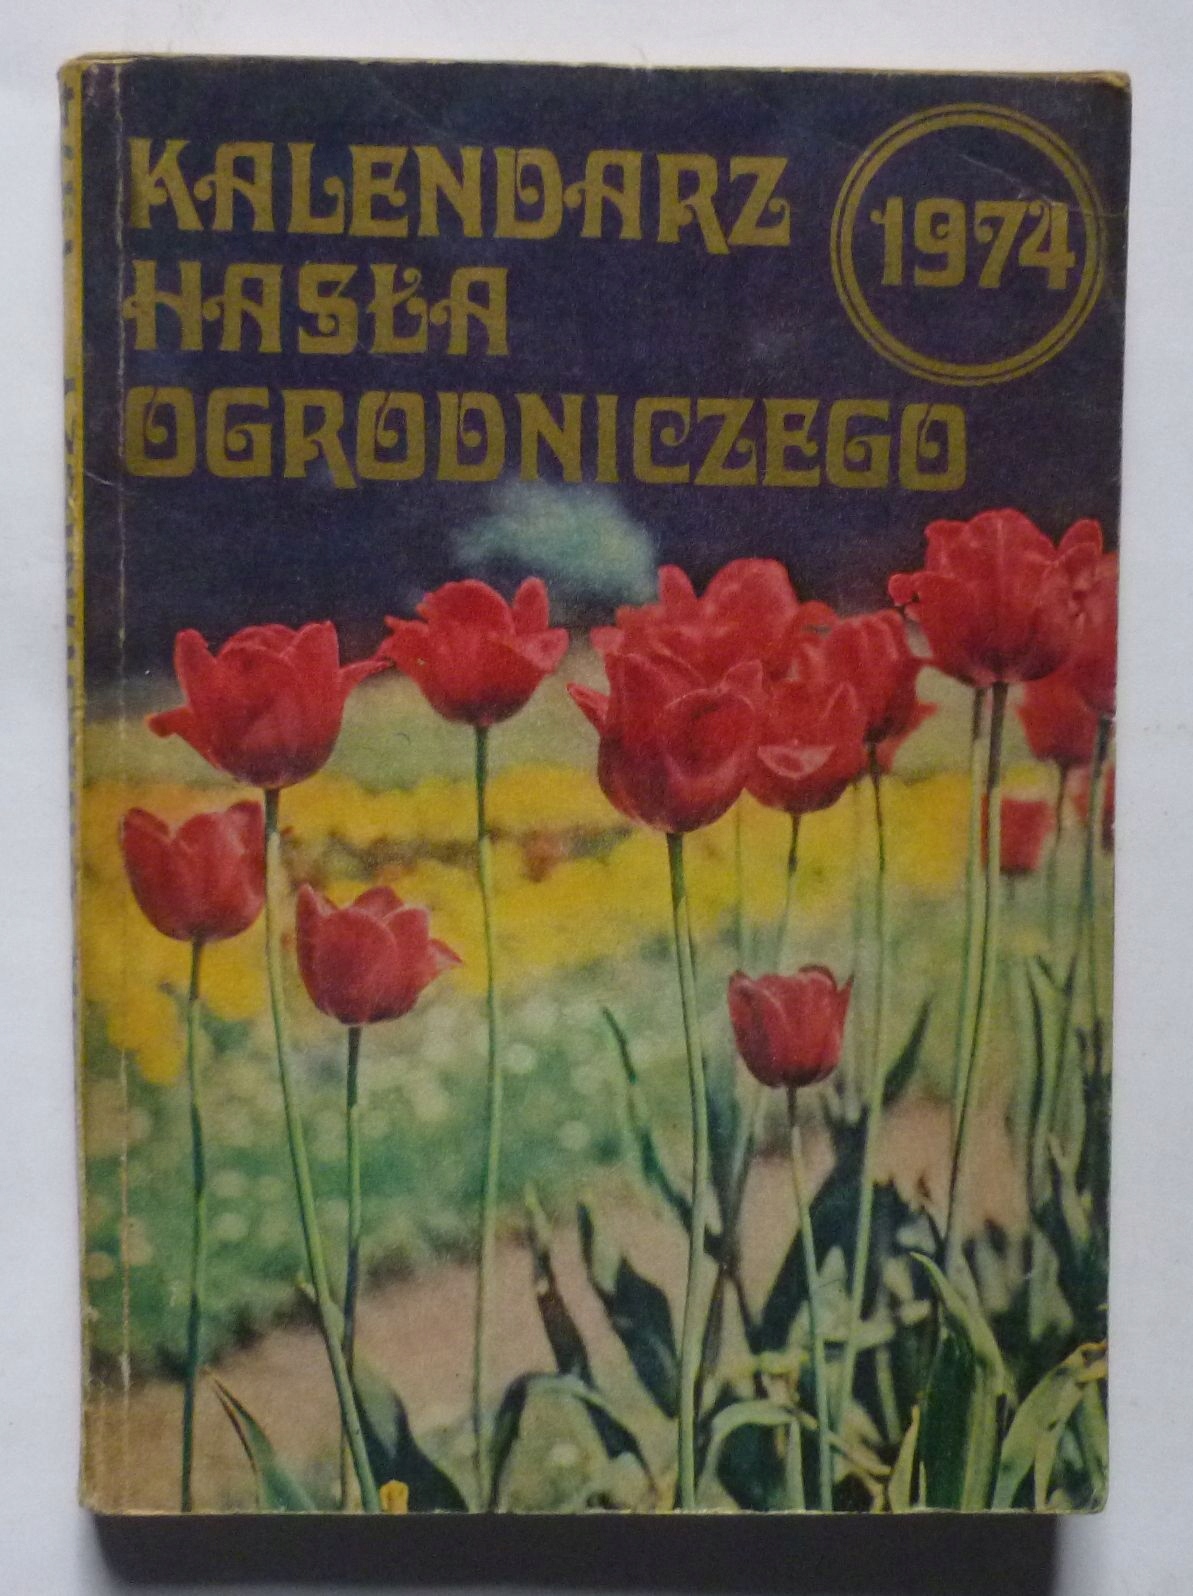 KALENDARZ
1974
HASŁA
OGRODNICZEGO